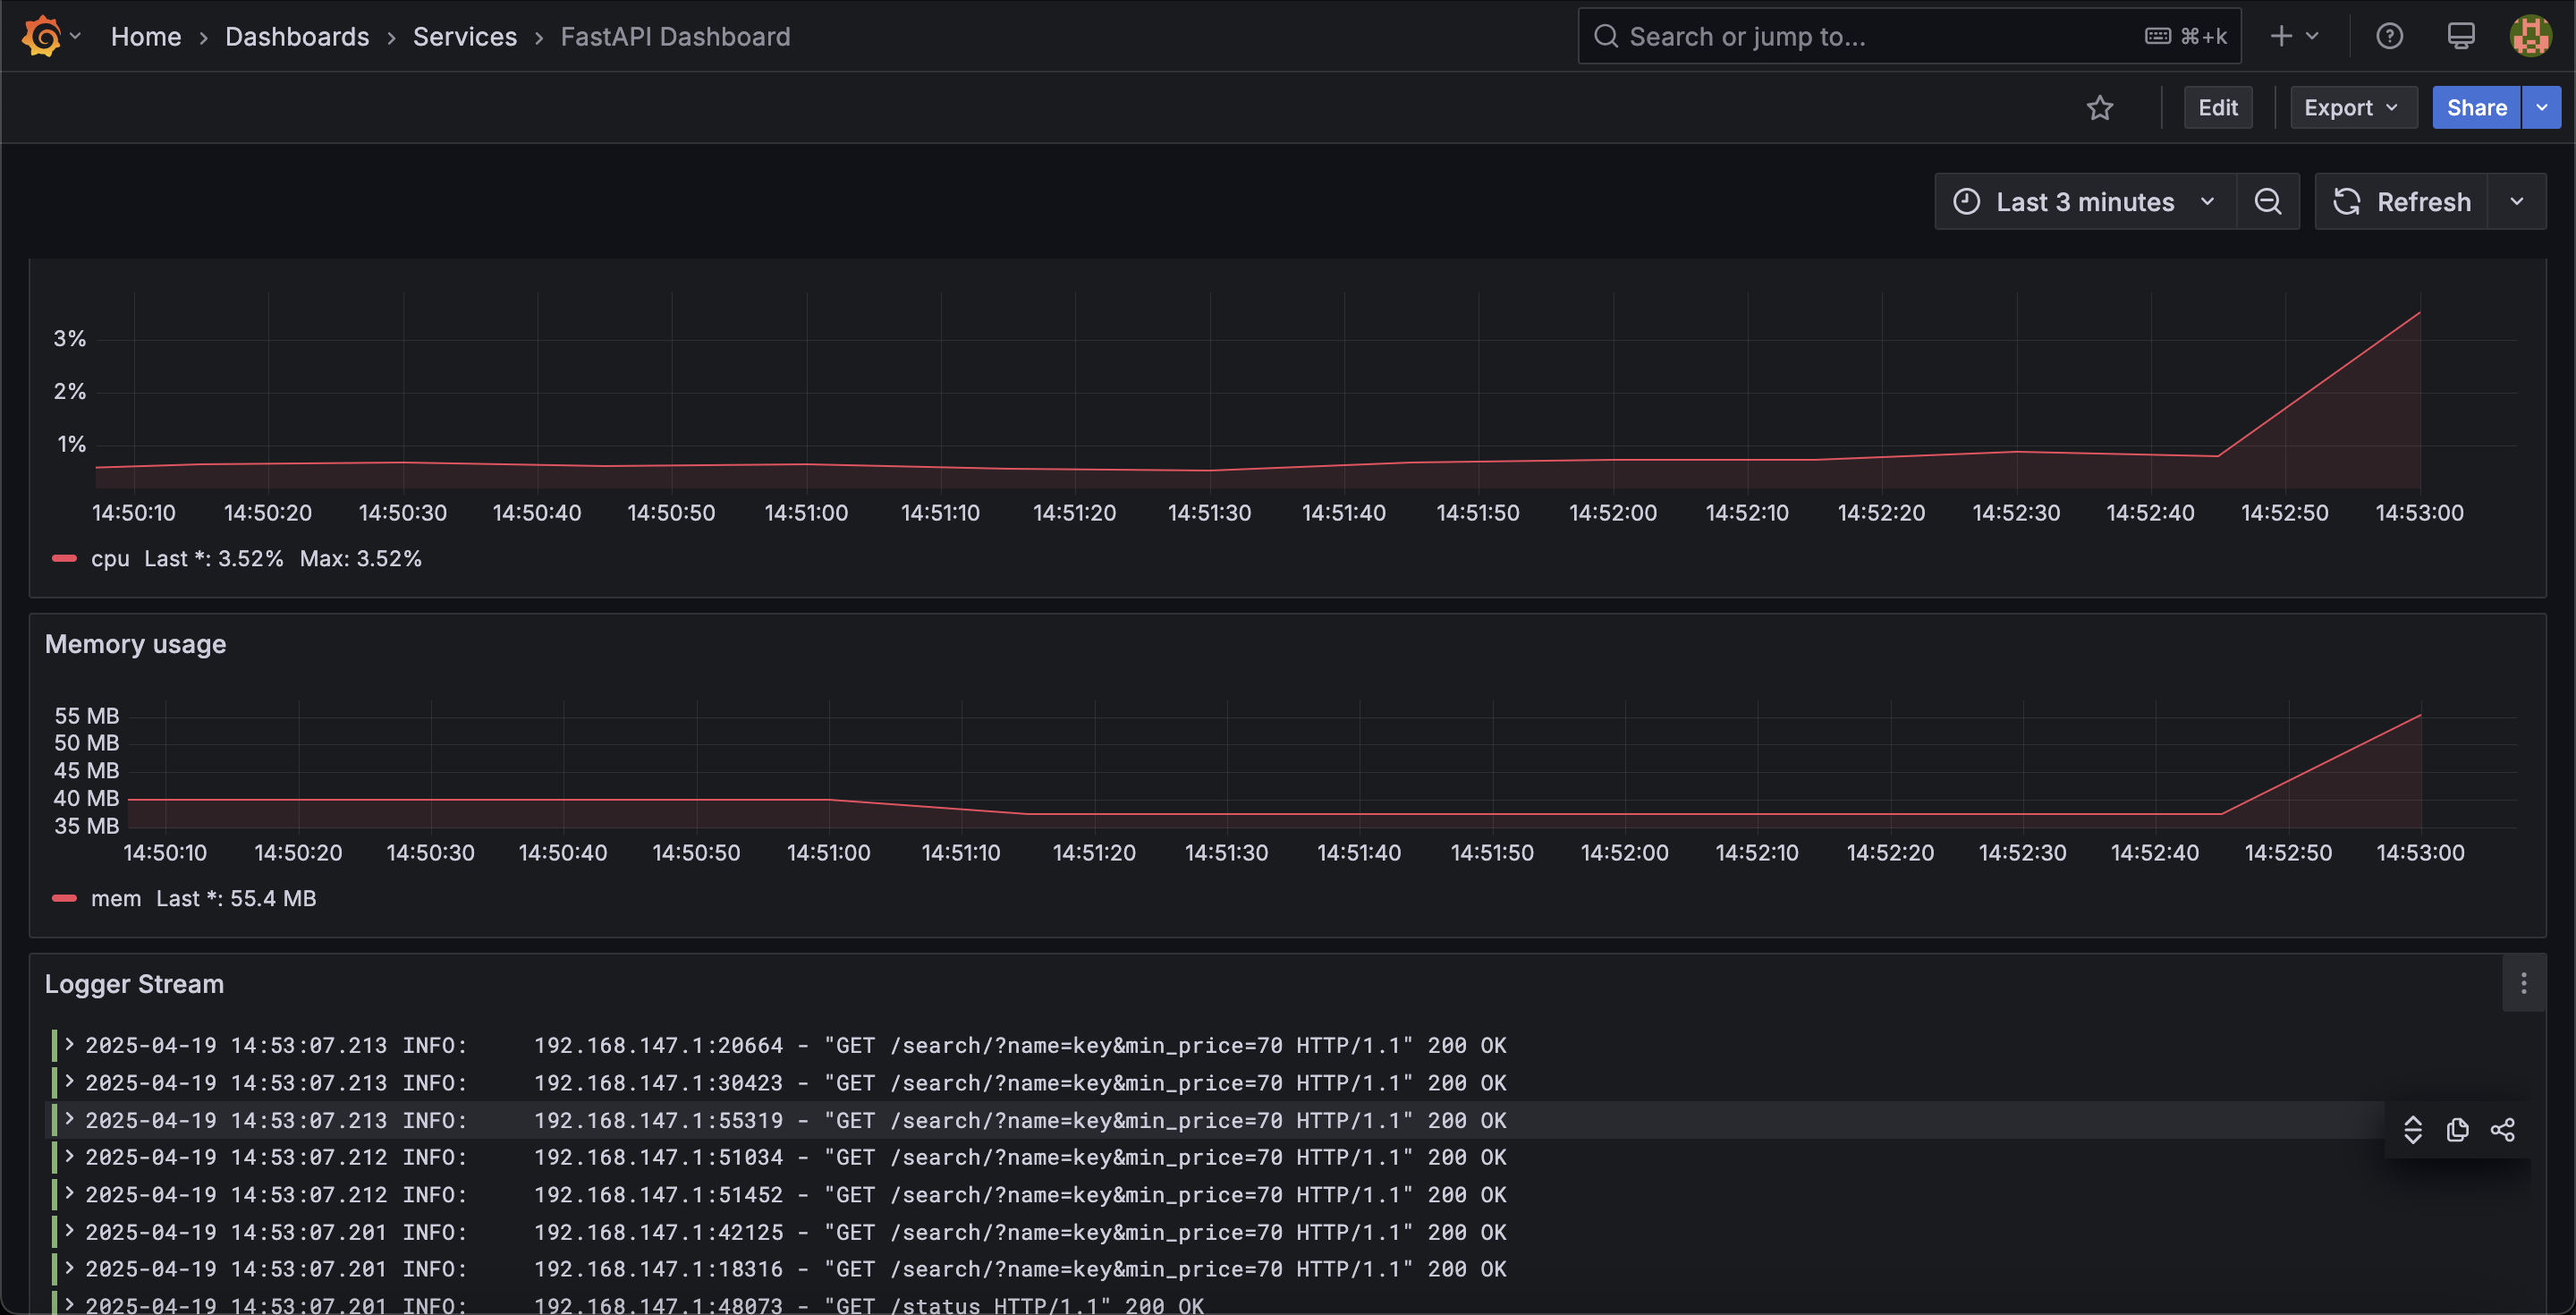 Home › Dashboards › Services › FastAPI Dashboard
Search or jump to...
⌘+k
Edit
Export
Share
Last 3 minutes
Refresh
3%
2%
1%
14:50:10 14:50:20 14:50:30 14:50:40 14:50:50 14:51:00 14:51:10 14:51:20 14:51:30 14:51:40 14:51:50 14:52:00 14:52:10 14:52:20 14:52:30 14:52:40 14:52:50 14:53:00
cpu Last *: 3.52% Max: 3.52%
Memory usage
55 MB
50 MB
45 MB
40 MB
35 MB
14:50:10 14:50:20 14:50:30 14:50:40 14:50:50 14:51:00 14:51:10 14:51:20 14:51:30 14:51:40 14:51:50 14:52:00 14:52:10 14:52:20 14:52:30 14:52:40 14:52:50 14:53:00
mem Last *: 55.4 MB
Logger Stream
2025-04-19 14:53:07.213 INFO: 192.168.147.1:20664 - "GET /search/?name=key&min_price=70 HTTP/1.1" 200 OK
2025-04-19 14:53:07.213 INFO: 192.168.147.1:30423 - "GET /search/?name=key&min_price=70 HTTP/1.1" 200 OK
2025-04-19 14:53:07.213 INFO: 192.168.147.1:55319 - "GET /search/?name=key&min_price=70 HTTP/1.1" 200 OK
2025-04-19 14:53:07.212 INFO: 192.168.147.1:51034 - "GET /search/?name=key&min_price=70 HTTP/1.1" 200 OK
2025-04-19 14:53:07.212 INFO: 192.168.147.1:51452 - "GET /search/?name=key&min_price=70 HTTP/1.1" 200 OK
2025-04-19 14:53:07.201 INFO: 192.168.147.1:42125 - "GET /search/?name=key&min_price=70 HTTP/1.1" 200 OK
2025-04-19 14:53:07.201 INFO: 192.168.147.1:18316 - "GET /search/?name=key&min_price=70 HTTP/1.1" 200 OK
2025-04-19 14:53:07.201 INFO: 192.168.147.1:48073 - "GET /status HTTP/1.1" 200 OK